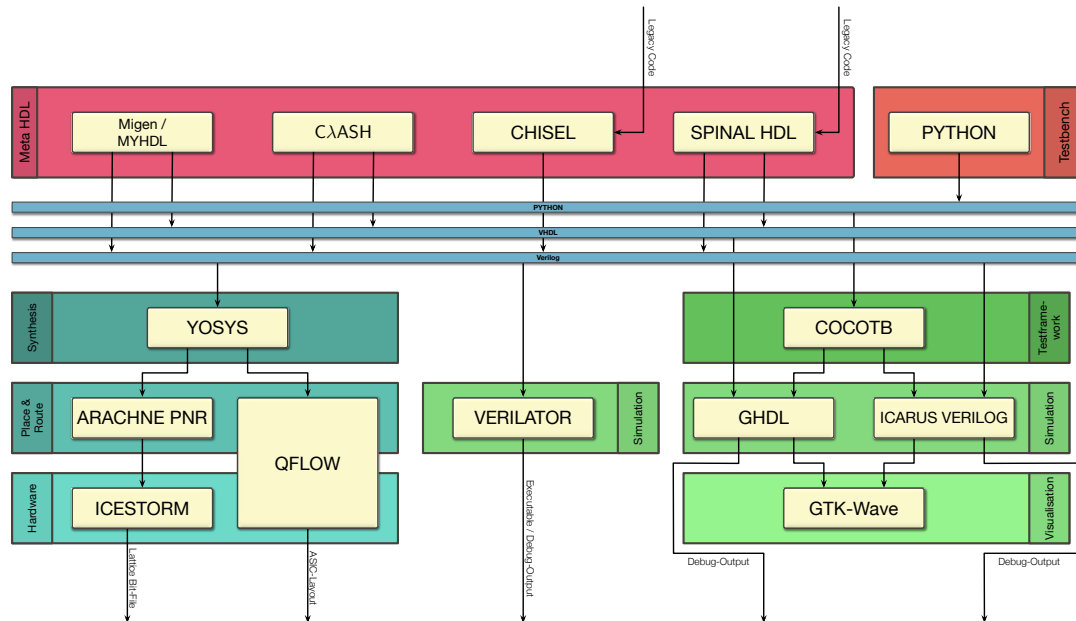 Legacy Code
Legacy Code
Meta HDL
Migen /
MYHDL
CλASH
CHISEL
SPINAL HDL
PYTHON
Testbench
PYTHON
VHDL
Verilog
Synthesis
YOSYS
COCOTB
Testframe-
work
Place &
Route
ARACHNE PNR
QFLOW
VERILATOR
Simulation
GHDL
ICARUS VERILOG
Simulation
Hardware
ICESTORM
GTK-Wave
Visualisation
Lattice Bit-File
ASIC-Layout
Executable / Debug-Output
Debug-Output
Debug-Output